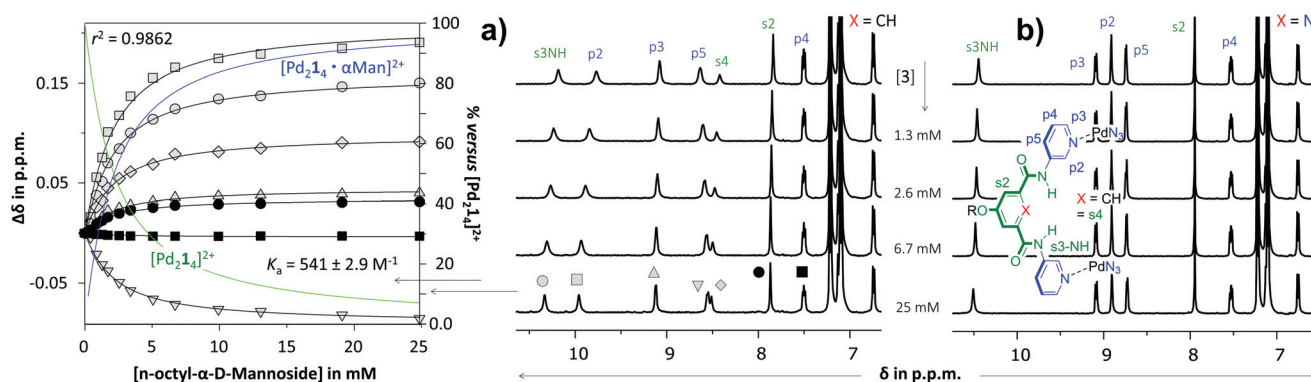 r² = 0.9862
[Pd₂1₄ • αMan]²⁺
[Pd₂1₄]²⁺
Kₐ = 541 ± 2.9 M⁻¹
0.15
0.05
-0.05
Δδ in p.p.m.
100
80
60
40
20
0.0
% versus [Pd₂1₄]²⁺
0 5 10 15 20 25
[n-octyl-α-D-Mannoside] in mM
a)
X = CH
s3NH p2 p3 p5 s4 s2 p4
10 9 8 7
[3]
1.3 mM
2.6 mM
6.7 mM
25 mM
δ in p.p.m.
b)
X = N
s3NH p3 p2 p5 s2 p4
p4 p3
p5
N PdN₃
p2
O
N
H
s2
X = CH
= s4
RO
X
H
N s3-NH
O
N PdN₃
10 9 8 7